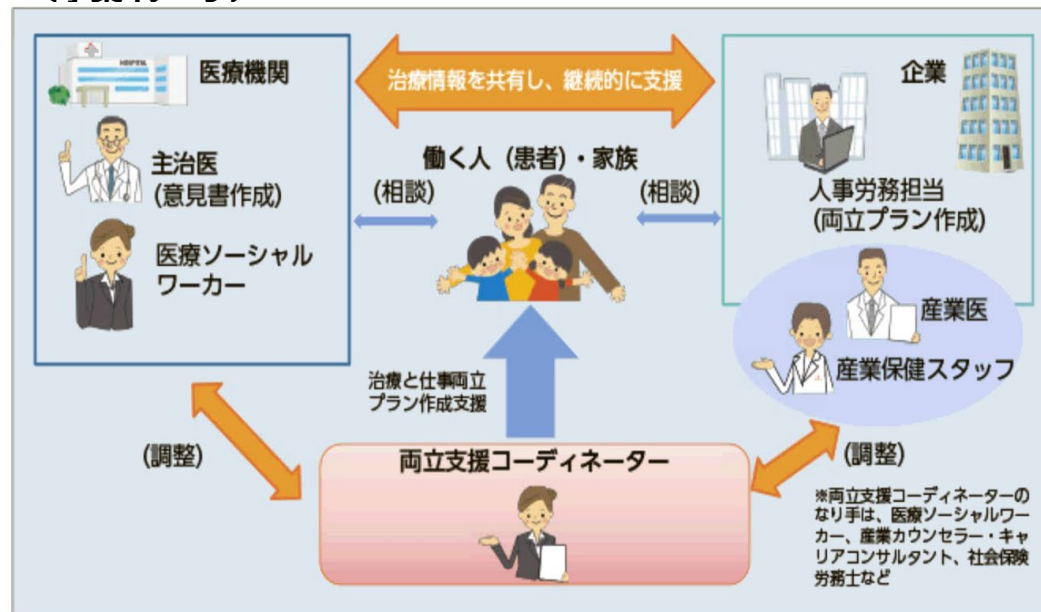 HOSPITAL
医療機関
主治医
(意見書作成)
医療ソーシャル
ワーカー
治療情報を共有し、継続的に支援
働く人（患者）・家族
(相談)
(相談)
企業
人事労務担当
(両立プラン作成)
産業医
産業保健スタッフ
治療と仕事両立
プラン作成支援
(調整)
両立支援コーディネーター
(調整)
※両立支援コーディネーターの
なり手は、医療ソーシャルワー
カー、産業カウンセラー・キャ
リアコンサルタント、社会保険
労務士など